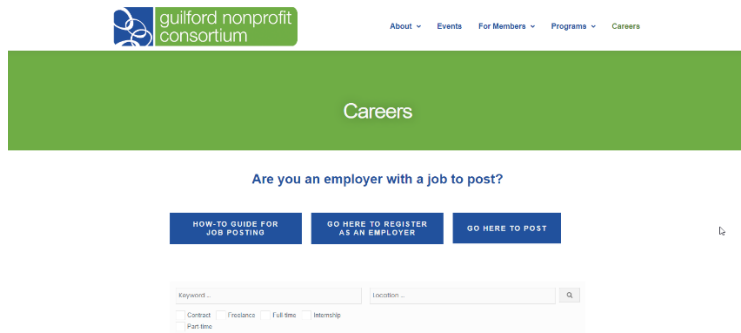 guilford nonprofit
consortium
About Events For Members Programs Careers
Careers
Are you an employer with a job to post?
HOW-TO GUIDE FOR
JOB POSTING
GO HERE TO REGISTER
AS AN EMPLOYER
GO HERE TO POST
Keyword ... Location ...
Contract Freelance Full time Internship
Part-time